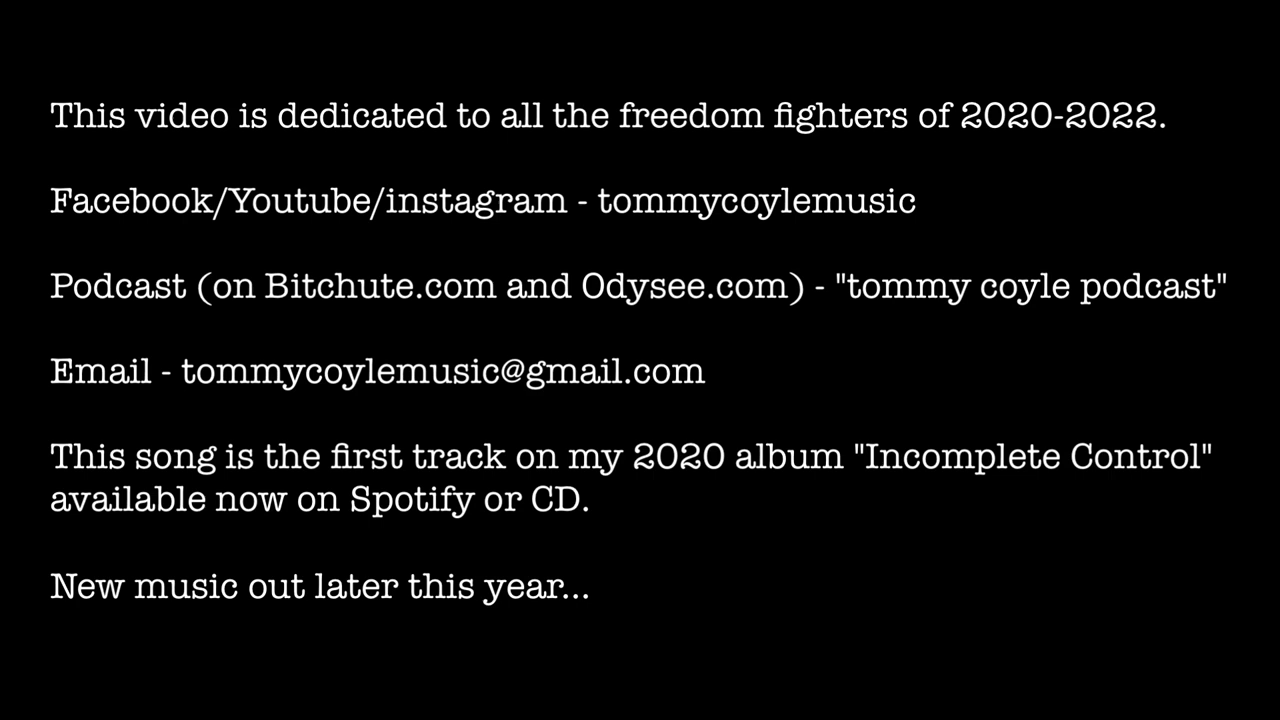 This video is dedicated to all the freedom fighters of 2020-2022.
Facebook/Youtube/instagram - tommycoylemusic
Podcast (on Bitchute.com and Odysee.com) - "tommy coyle podcast"
Email - tommycoylemusic@gmail.com
This song is the first track on my 2020 album "Incomplete Control"
available now on Spotify or CD.
New music out later this year...